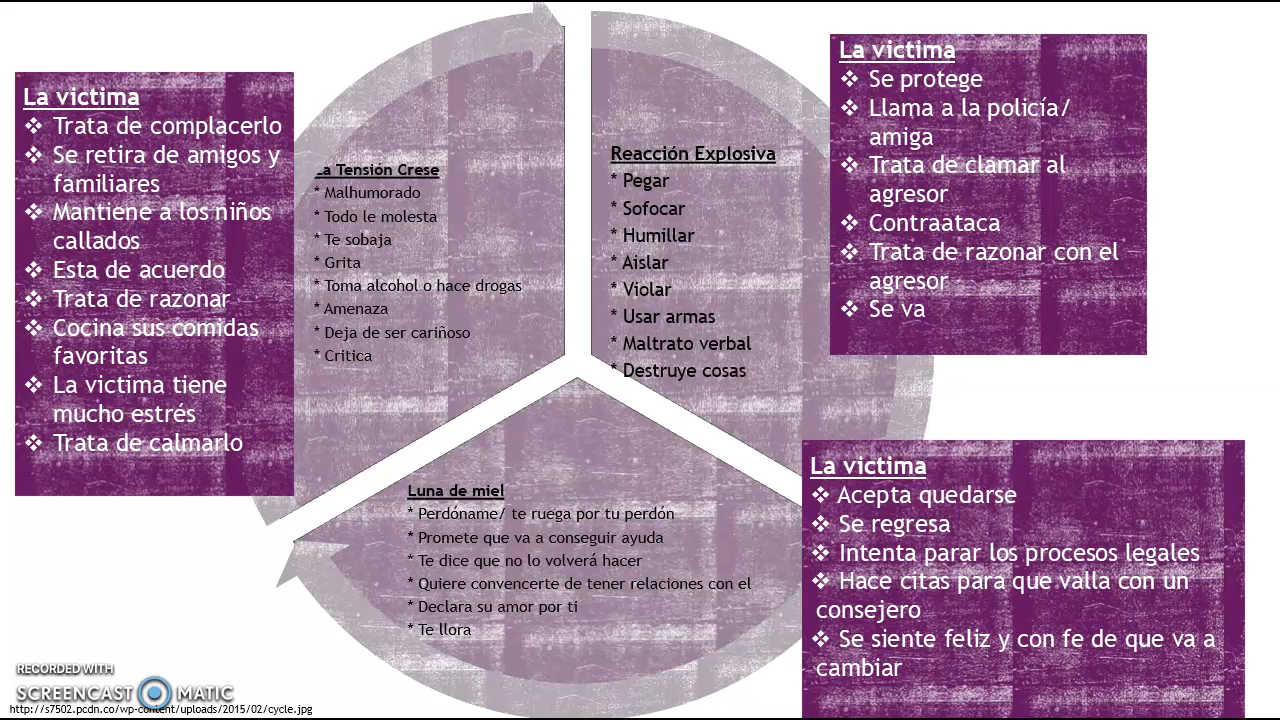 La victima
❖ Trata de complacerlo
❖ Se retira de amigos y
familiares
❖ Mantiene a los niños
callados
❖ Esta de acuerdo
❖ Trata de razonar
❖ Cocina sus comidas
favoritas
❖ La victima tiene
mucho estrés
❖ Trata de calmarlo
La Tensión Crese
* Malhumorado
* Todo le molesta
* Te sobaja
* Grita
* Toma alcohol o hace drogas
* Amenaza
* Deja de ser cariñoso
* Critica
Reacción Explosiva
* Pegar
* Sofocar
* Humillar
* Aislar
* Violar
* Usar armas
* Maltrato verbal
* Destruye cosas
La victima
❖ Se protege
❖ Llama a la policía/
amiga
❖ Trata de clamar al
agresor
❖ Contraataca
❖ Trata de razonar con el
agresor
❖ Se va
Luna de miel
* Perdóname/ te ruega por tu perdón
* Promete que va a conseguir ayuda
* Te dice que no lo volverá hacer
* Quiere convencerte de tener relaciones con el
* Declara su amor por ti
* Te llora
La victima
❖ Acepta quedarse
❖ Se regresa
❖ Intenta parar los procesos legales
❖ Hace citas para que valla con un
consejero
❖ Se siente feliz y con fe de que va a
cambiar
RECORDED WITH
SCREENCAST MATIC
http://s7502.pcdn.co/wp-content/uploads/2015/02/cycle.jpg